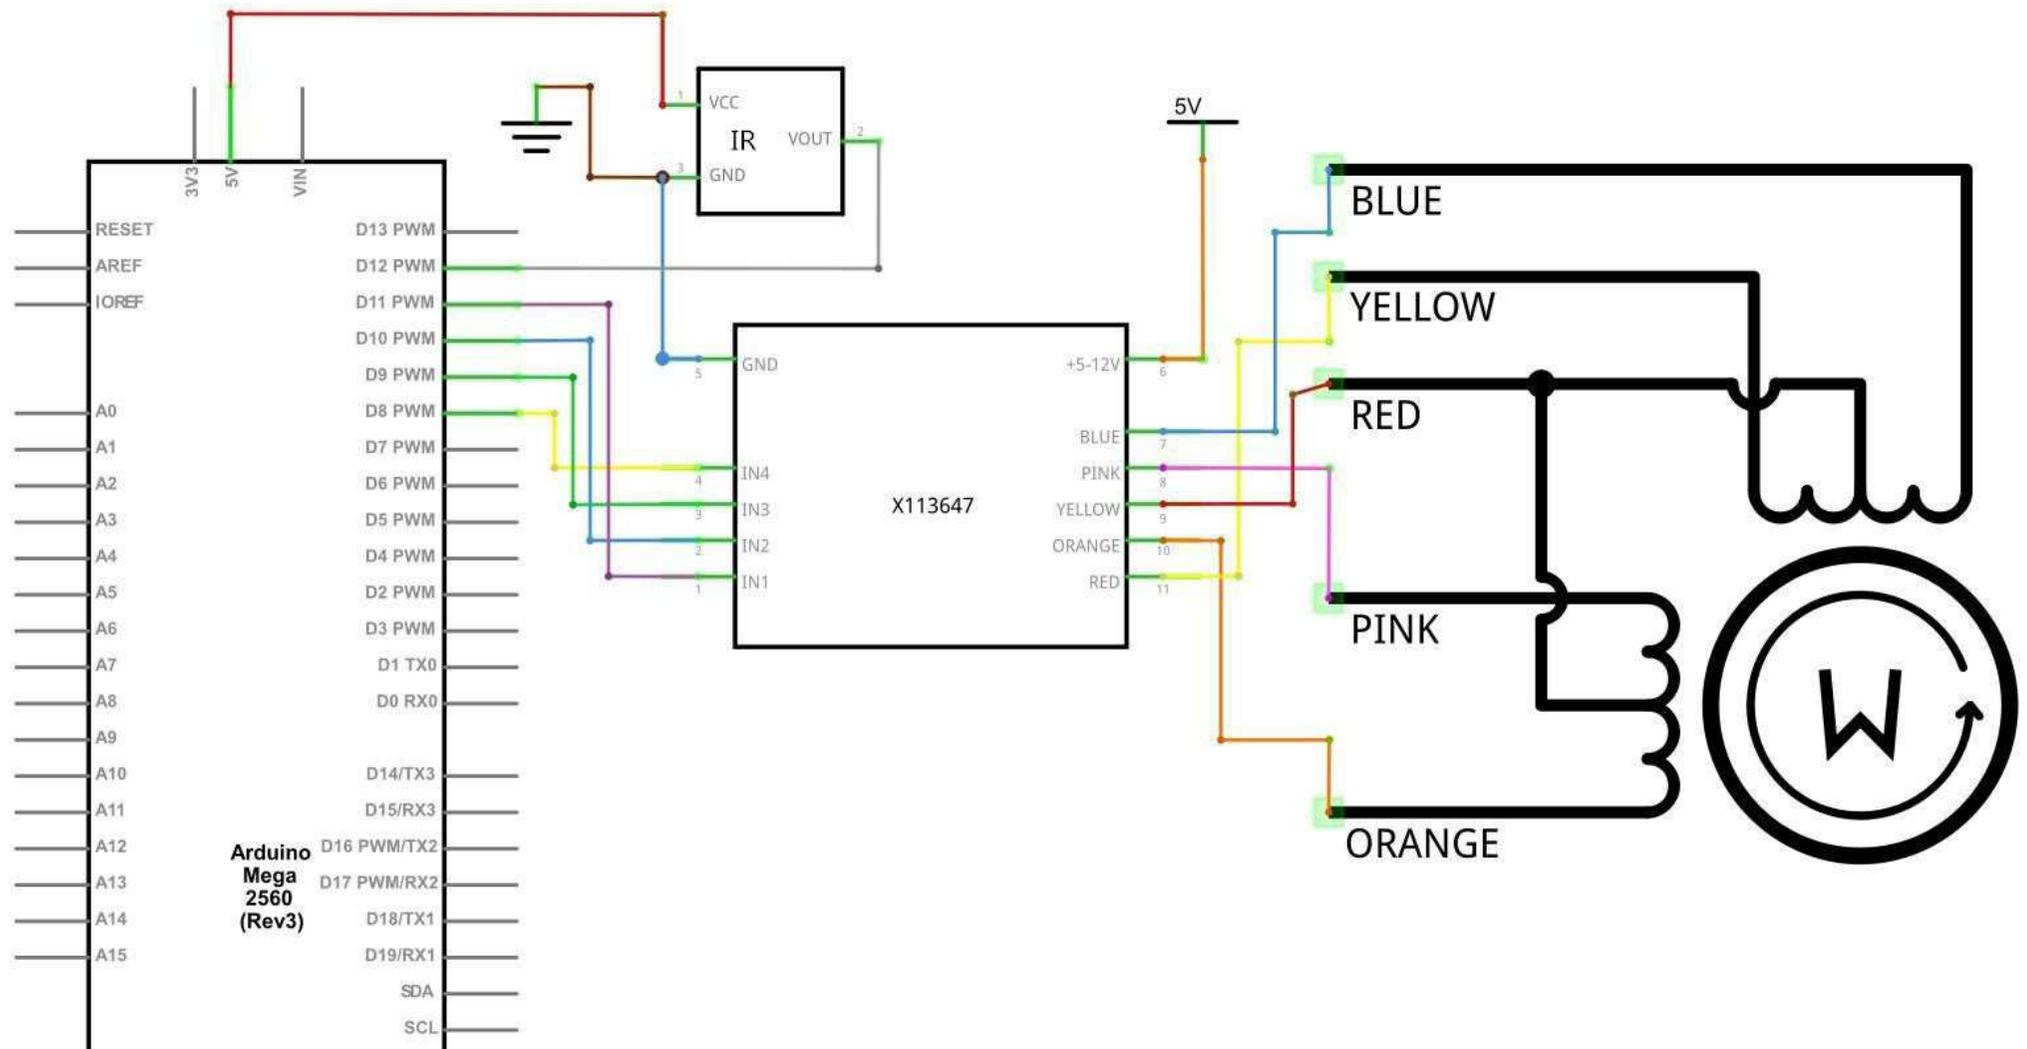 3V3
5V
VIN
RESET
AREF
IOREF
A0
A1
A2
A3
A4
A5
A6
A7
A8
A9
A10
A11
A12
A13
A14
A15
D13 PWM
D12 PWM
D11 PWM
D10 PWM
D9 PWM
D8 PWM
D7 PWM
D6 PWM
D5 PWM
D4 PWM
D2 PWM
D3 PWM
D1 TX0
D0 RX0
D14/TX3
D15/RX3
D16 PWM/TX2
D17 PWM/RX2
D18/TX1
D19/RX1
SDA
SCL
Arduino
Mega
2560
(Rev3)
1
VCC
IR
VOUT
2
3
GND
5V
GND
5
IN4
4
IN3
3
IN2
2
IN1
1
X113647
+5-12V
6
BLUE
7
PINK
8
YELLOW
9
ORANGE
10
RED
11
BLUE
YELLOW
RED
PINK
ORANGE
W